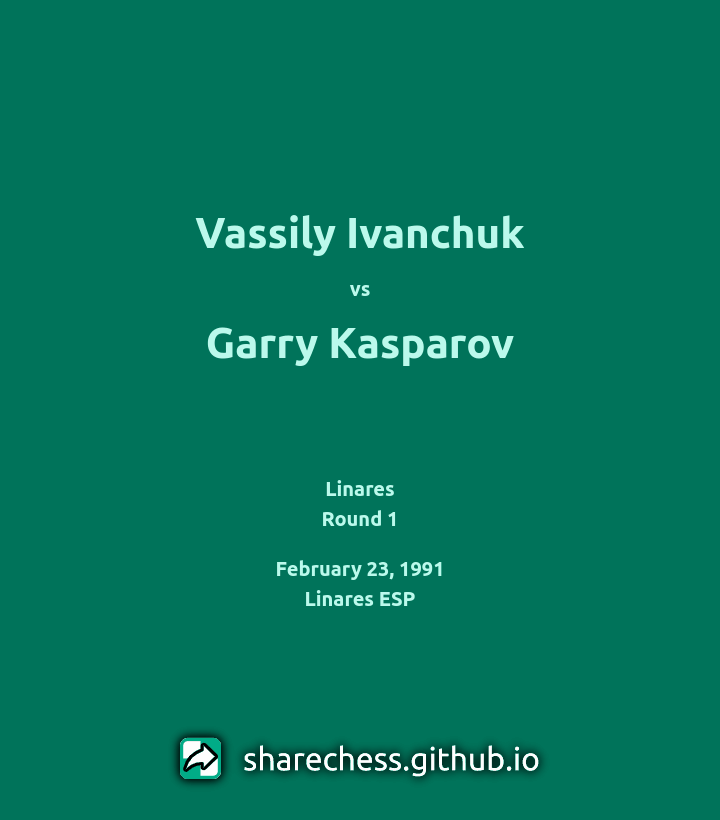 Vassily Ivanchuk
vs
Garry Kasparov
Linares
Round 1
February 23, 1991
Linares ESP
sharechess.github.io